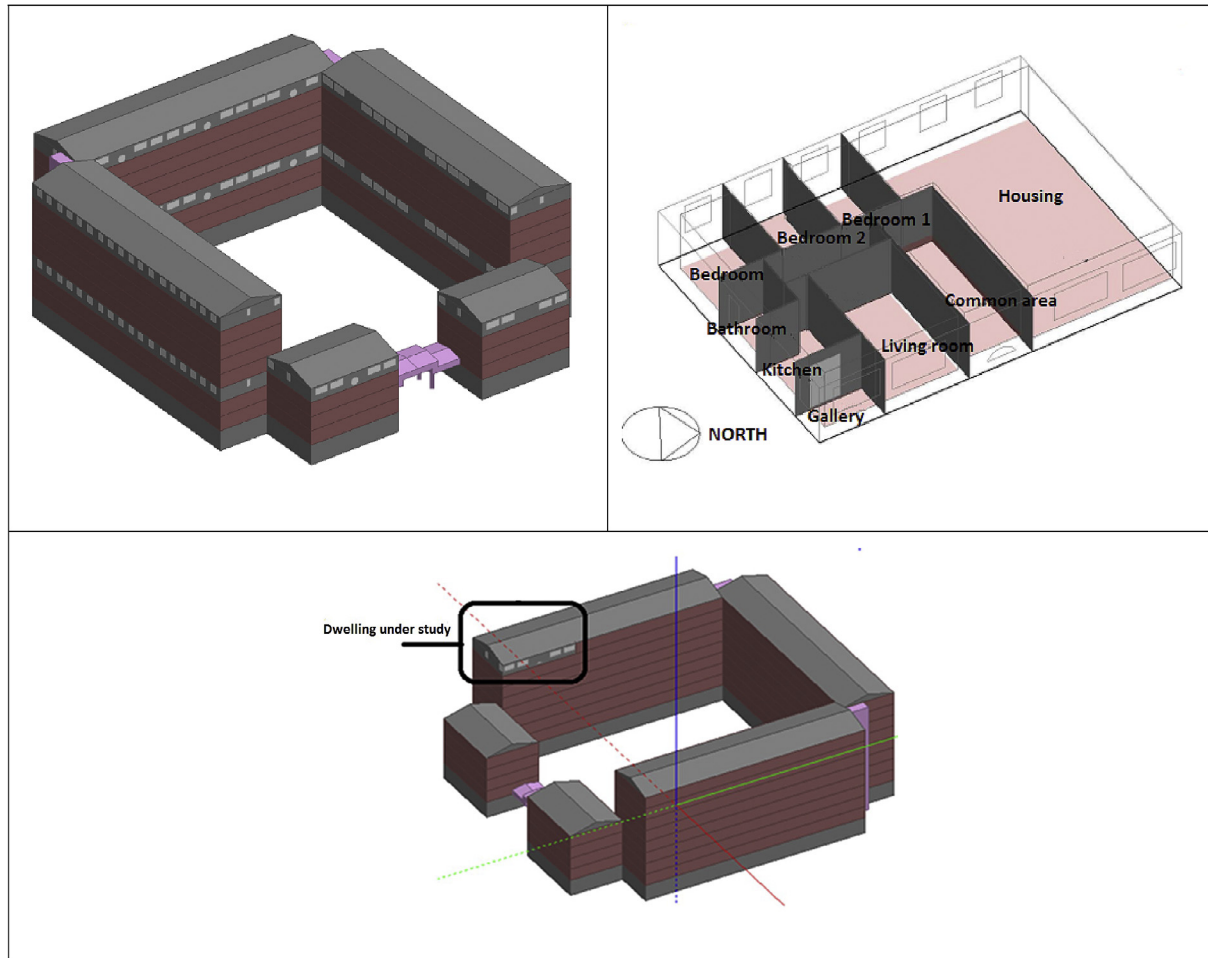 Housing
Bedroom 1
Bedroom 2
Bedroom
Common area
Bathroom
Living room
Kitchen
Gallery
NORTH
Dwelling under study